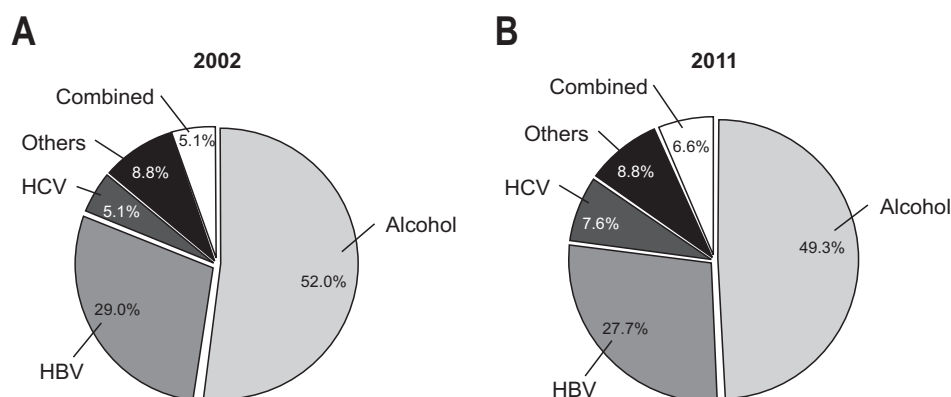 A
2002
Combined
5.1%
Others
8.8%
HCV
5.1%
Alcohol
52.0%
29.0%
HBV
B
2011
Combined
6.6%
Others
8.8%
HCV
7.6%
Alcohol
49.3%
27.7%
HBV